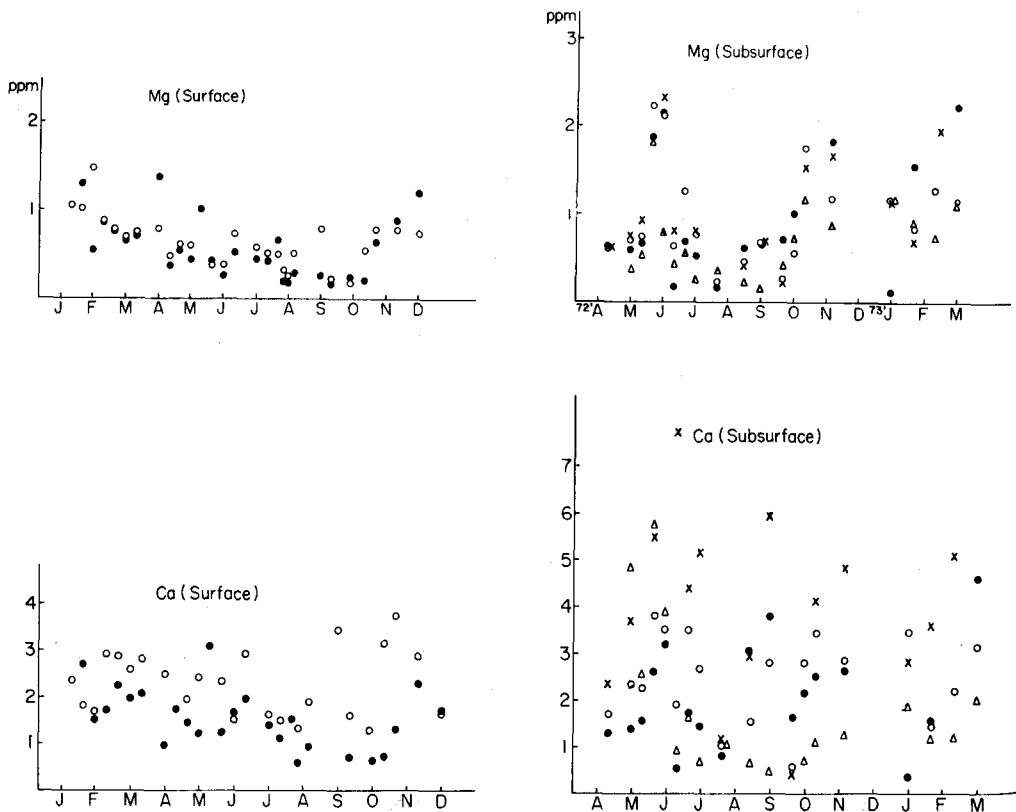 ppm
Mg (Surface)
2
1
J F M A M J J A S O N D
ppm
3
Mg (Subsurface)
2
1
72' A M J J A S O N D 73' J F M
Ca (Surface)
4
3
2
1
J F M A M J J A S O N D
Ca (Subsurface)
7
6
5
4
3
2
1
A M J J A S O N D J F M